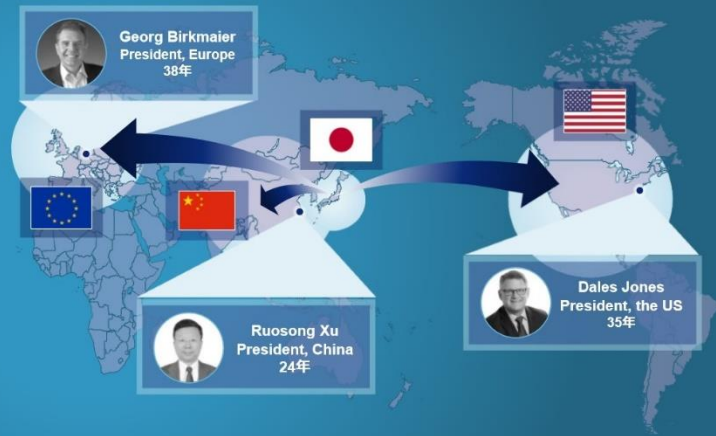 Georg Birkmaier
President, Europe
38年
Ruosong Xu
President, China
24年
Dales Jones
President, the US
35年